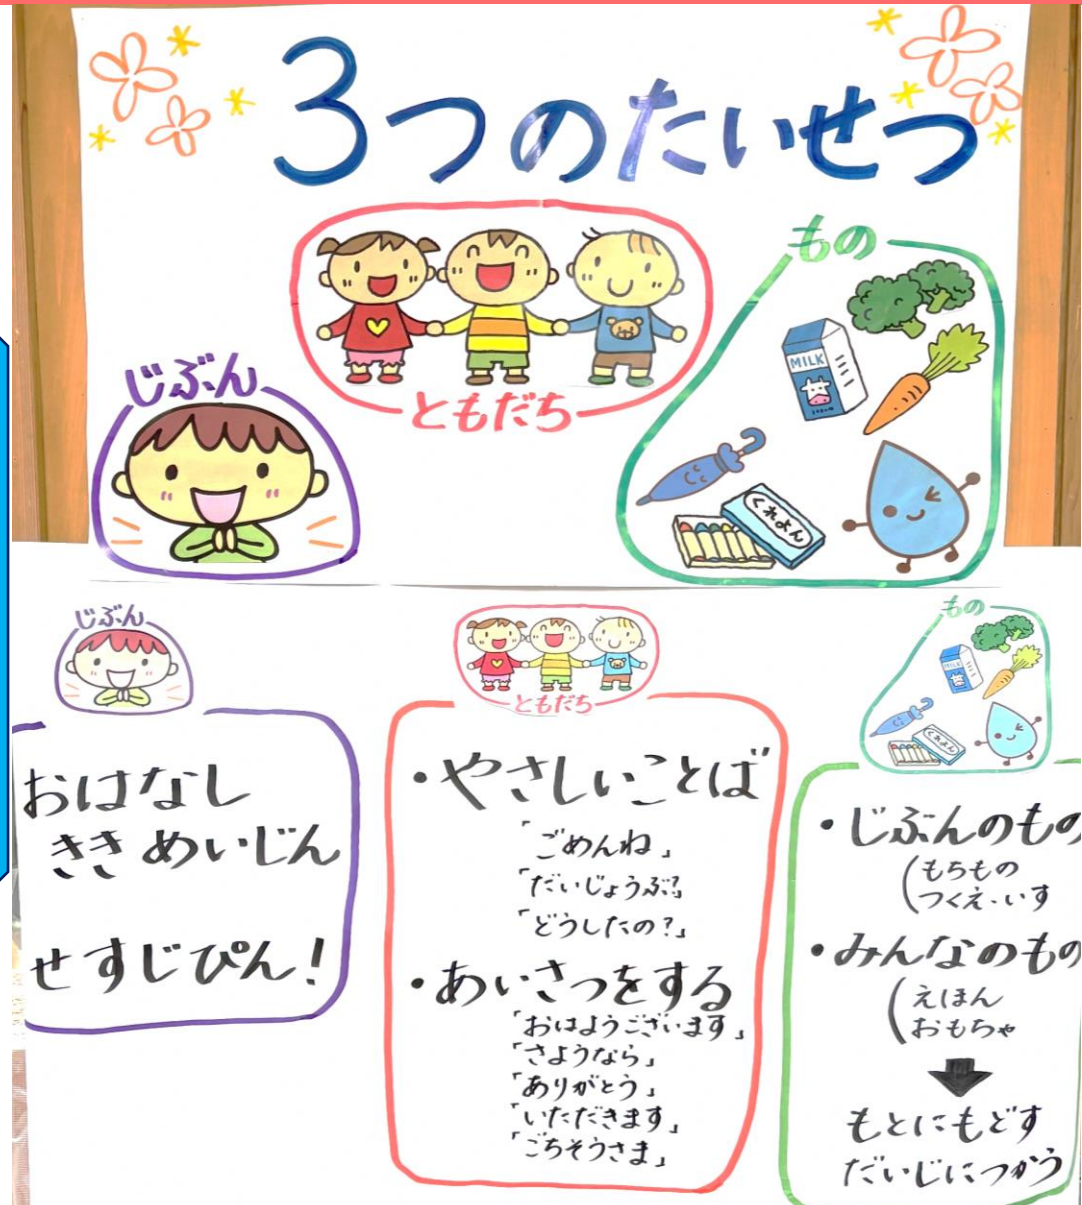 3つのたいせつ
もの
MILK
ともだち
じぶん
くれよん
じぶん
おはなし
ききめいじん
せすじぴん!
ともだち
・やさしいことば
「ごめんね」
「だいじょうぶ?」
「どうしたの?」
・あいさつをする
「おはようございます」
「さようなら」
「ありがとう」
「いただきます」
「ごちそうさま」
もの
MILK
くれよん
・じぶんのもの
(もちもの
つくえ・いす
・みんなのもの
(えほん
おもちゃ
もとにもどす
だいじにつかう